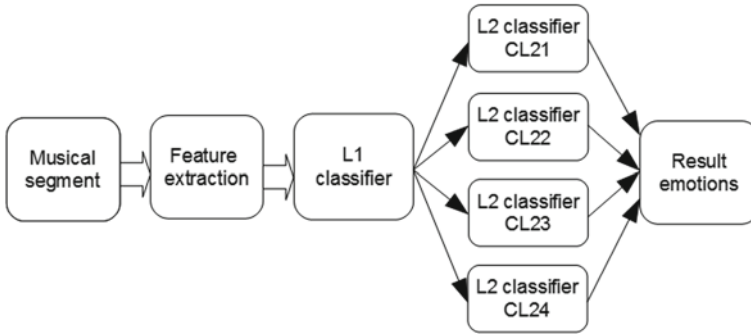 Musical
segment
Feature
extraction
L1
classifier
L2 classifier
CL21
L2 classifier
CL22
L2 classifier
CL23
L2 classifier
CL24
Result
emotions